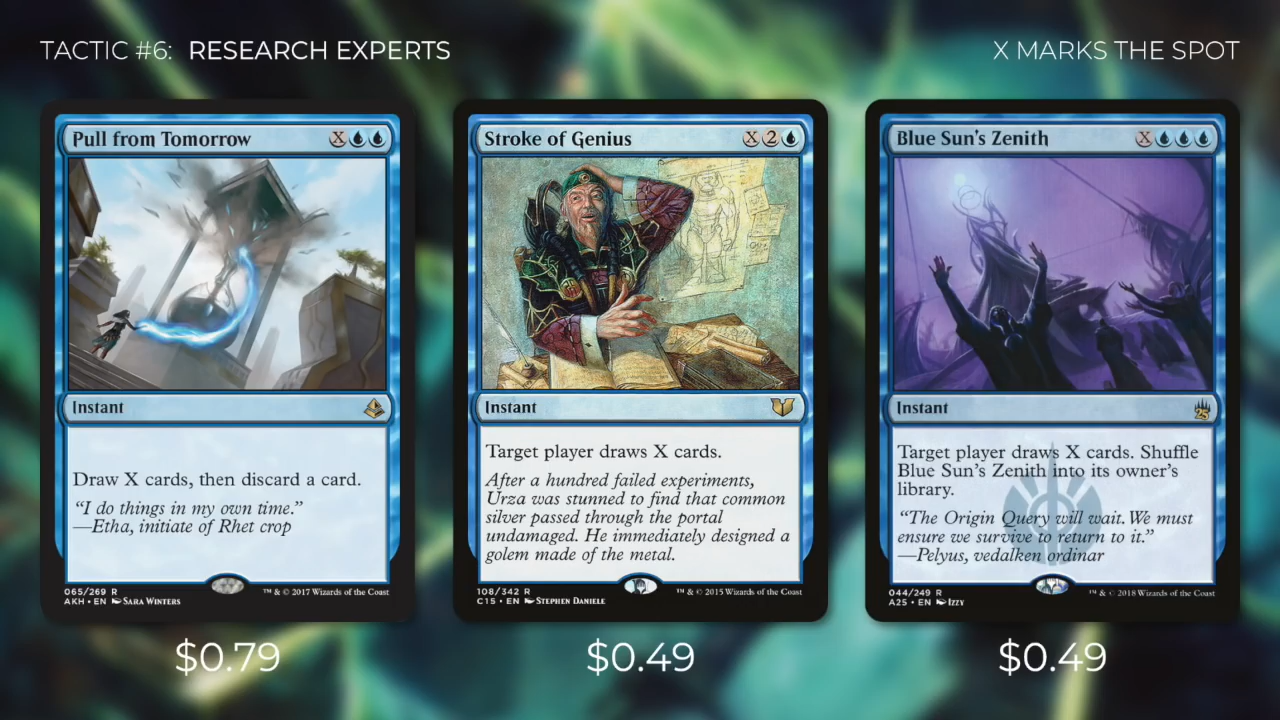 TACTIC #6: RESEARCH EXPERTS
X MARKS THE SPOT
Pull from Tomorrow X
Instant
Draw X cards, then discard a card.
“I do things in my own time.”
—Etha, initiate of Rhet crop
065/269 R
AKH • EN Sara Winters
™ & © 2017 Wizards of the Coast
$0.79
Stroke of Genius X2
Instant
Target player draws X cards.
After a hundred failed experiments,
Urza was stunned to find that common
silver passed through the portal
undamaged. He immediately designed a
golem made of the metal.
108/342 R
C15 • EN Stephen Daniele
™ & © 2015 Wizards of the Coast
$0.49
Blue Sun's Zenith X
Instant
Target player draws X cards. Shuffle
Blue Sun's Zenith into its owner's
library.
“The Origin Query will wait. We must
ensure we survive to return to it.”
—Pelyus, vedalken ordinar
044/249 R
A25 • EN Izzy
™ & © 2018 Wizards of the Coast
$0.49